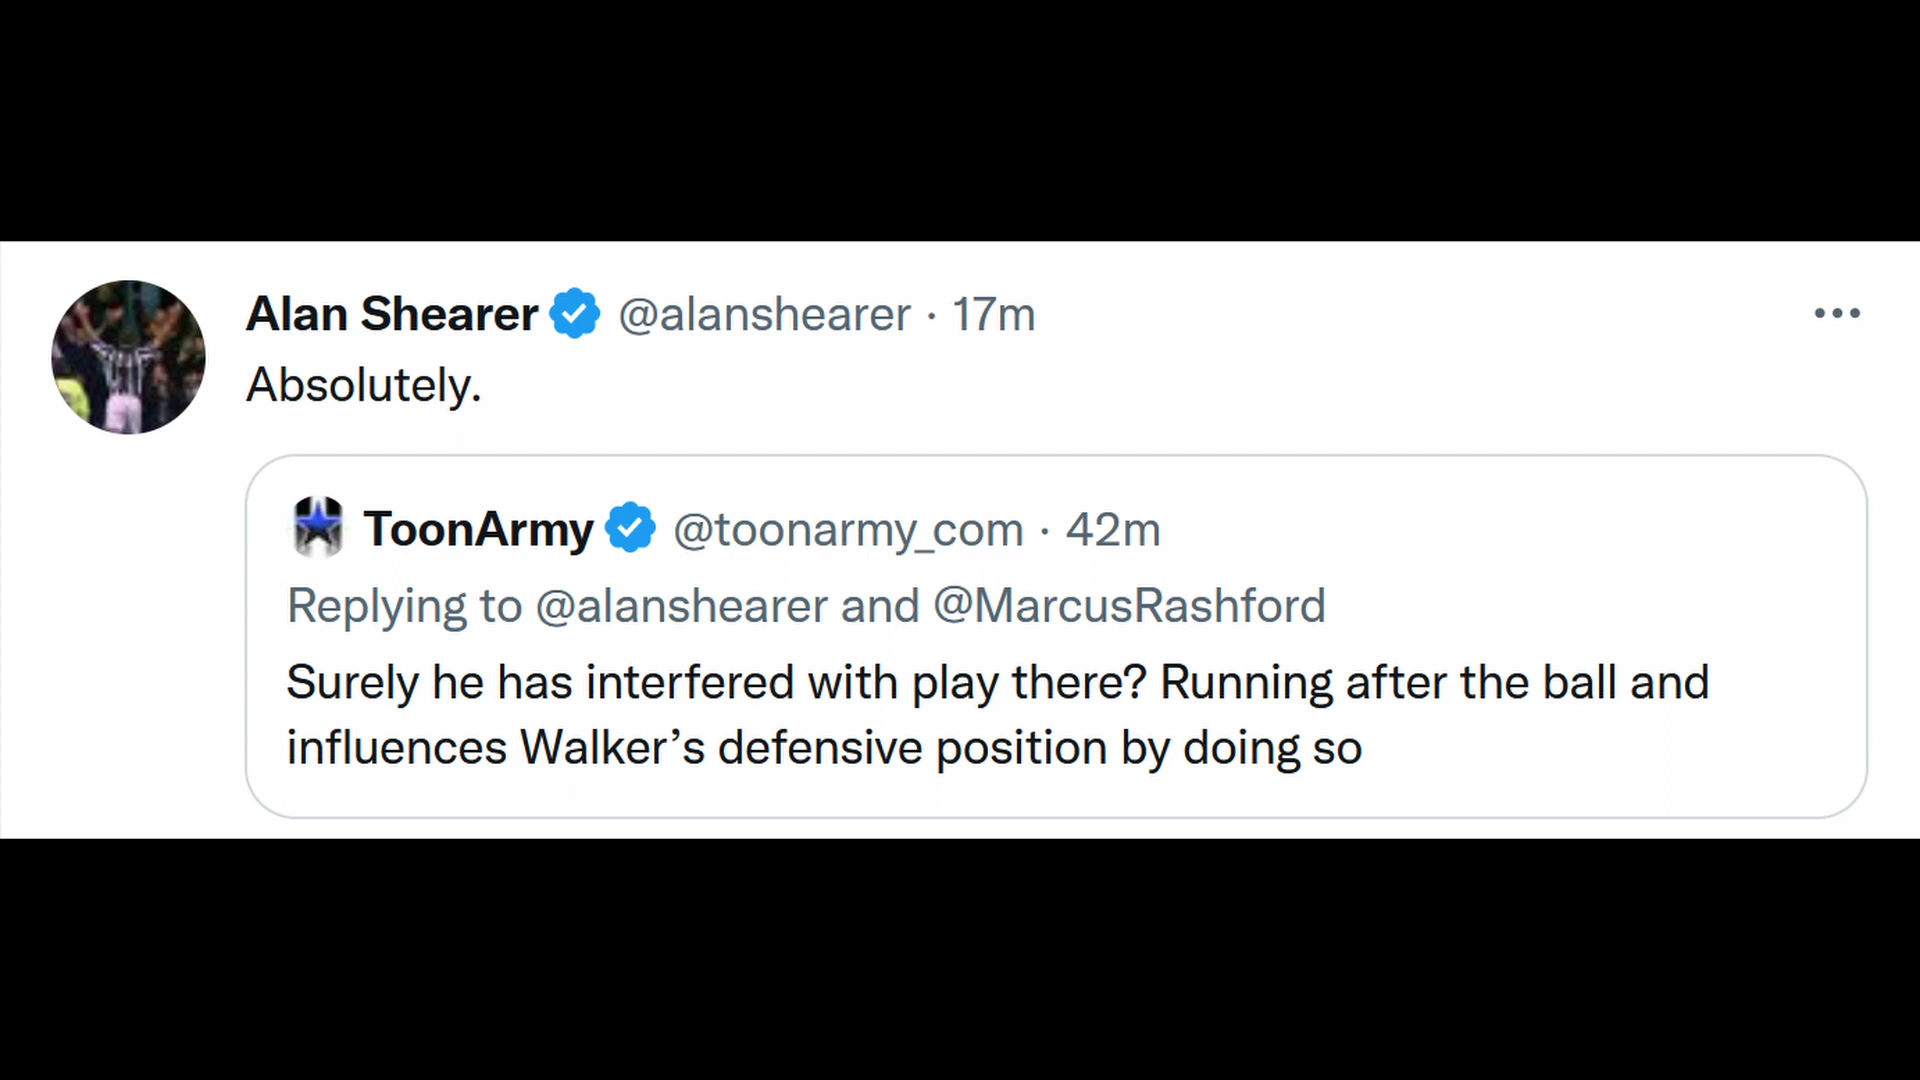 Alan Shearer @alanshearer · 17m
Absolutely.
ToonArmy @toonarmy_com · 42m
Replying to @alanshearer and @MarcusRashford
Surely he has interfered with play there? Running after the ball and
influences Walker’s defensive position by doing so